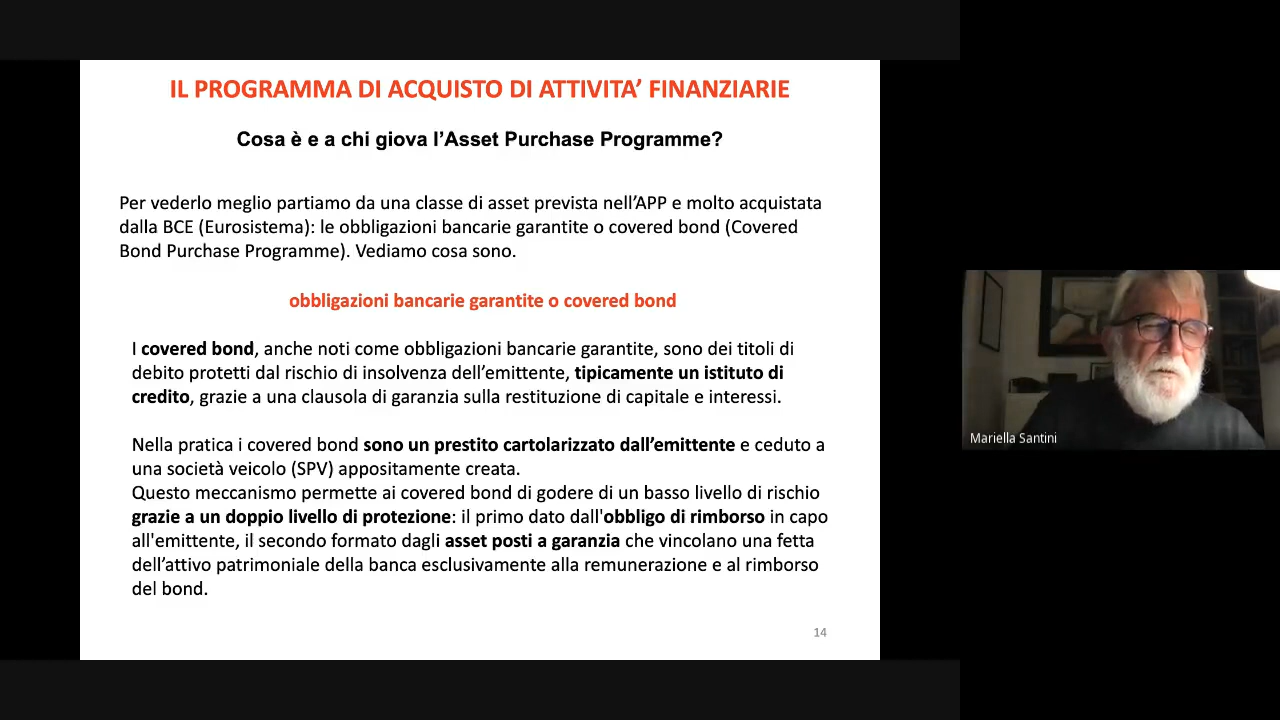 IL PROGRAMMA DI ACQUISTO DI ATTIVITA’ FINANZIARIE
Cosa è e a chi giova l’Asset Purchase Programme?
Per vederlo meglio partiamo da una classe di asset prevista nell’APP e molto acquistata
dalla BCE (Eurosistema): le obbligazioni bancarie garantite o covered bond (Covered
Bond Purchase Programme). Vediamo cosa sono.
obbligazioni bancarie garantite o covered bond
I covered bond, anche noti come obbligazioni bancarie garantite, sono dei titoli di
debito protetti dal rischio di insolvenza dell’emittente, tipicamente un istituto di
credito, grazie a una clausola di garanzia sulla restituzione di capitale e interessi.
Nella pratica i covered bond sono un prestito cartolarizzato dall’emittente e ceduto a
una società veicolo (SPV) appositamente creata.
Questo meccanismo permette ai covered bond di godere di un basso livello di rischio
grazie a un doppio livello di protezione: il primo dato dall'obbligo di rimborso in capo
all'emittente, il secondo formato dagli asset posti a garanzia che vincolano una fetta
dell’attivo patrimoniale della banca esclusivamente alla remunerazione e al rimborso
del bond.
14
Mariella Santini